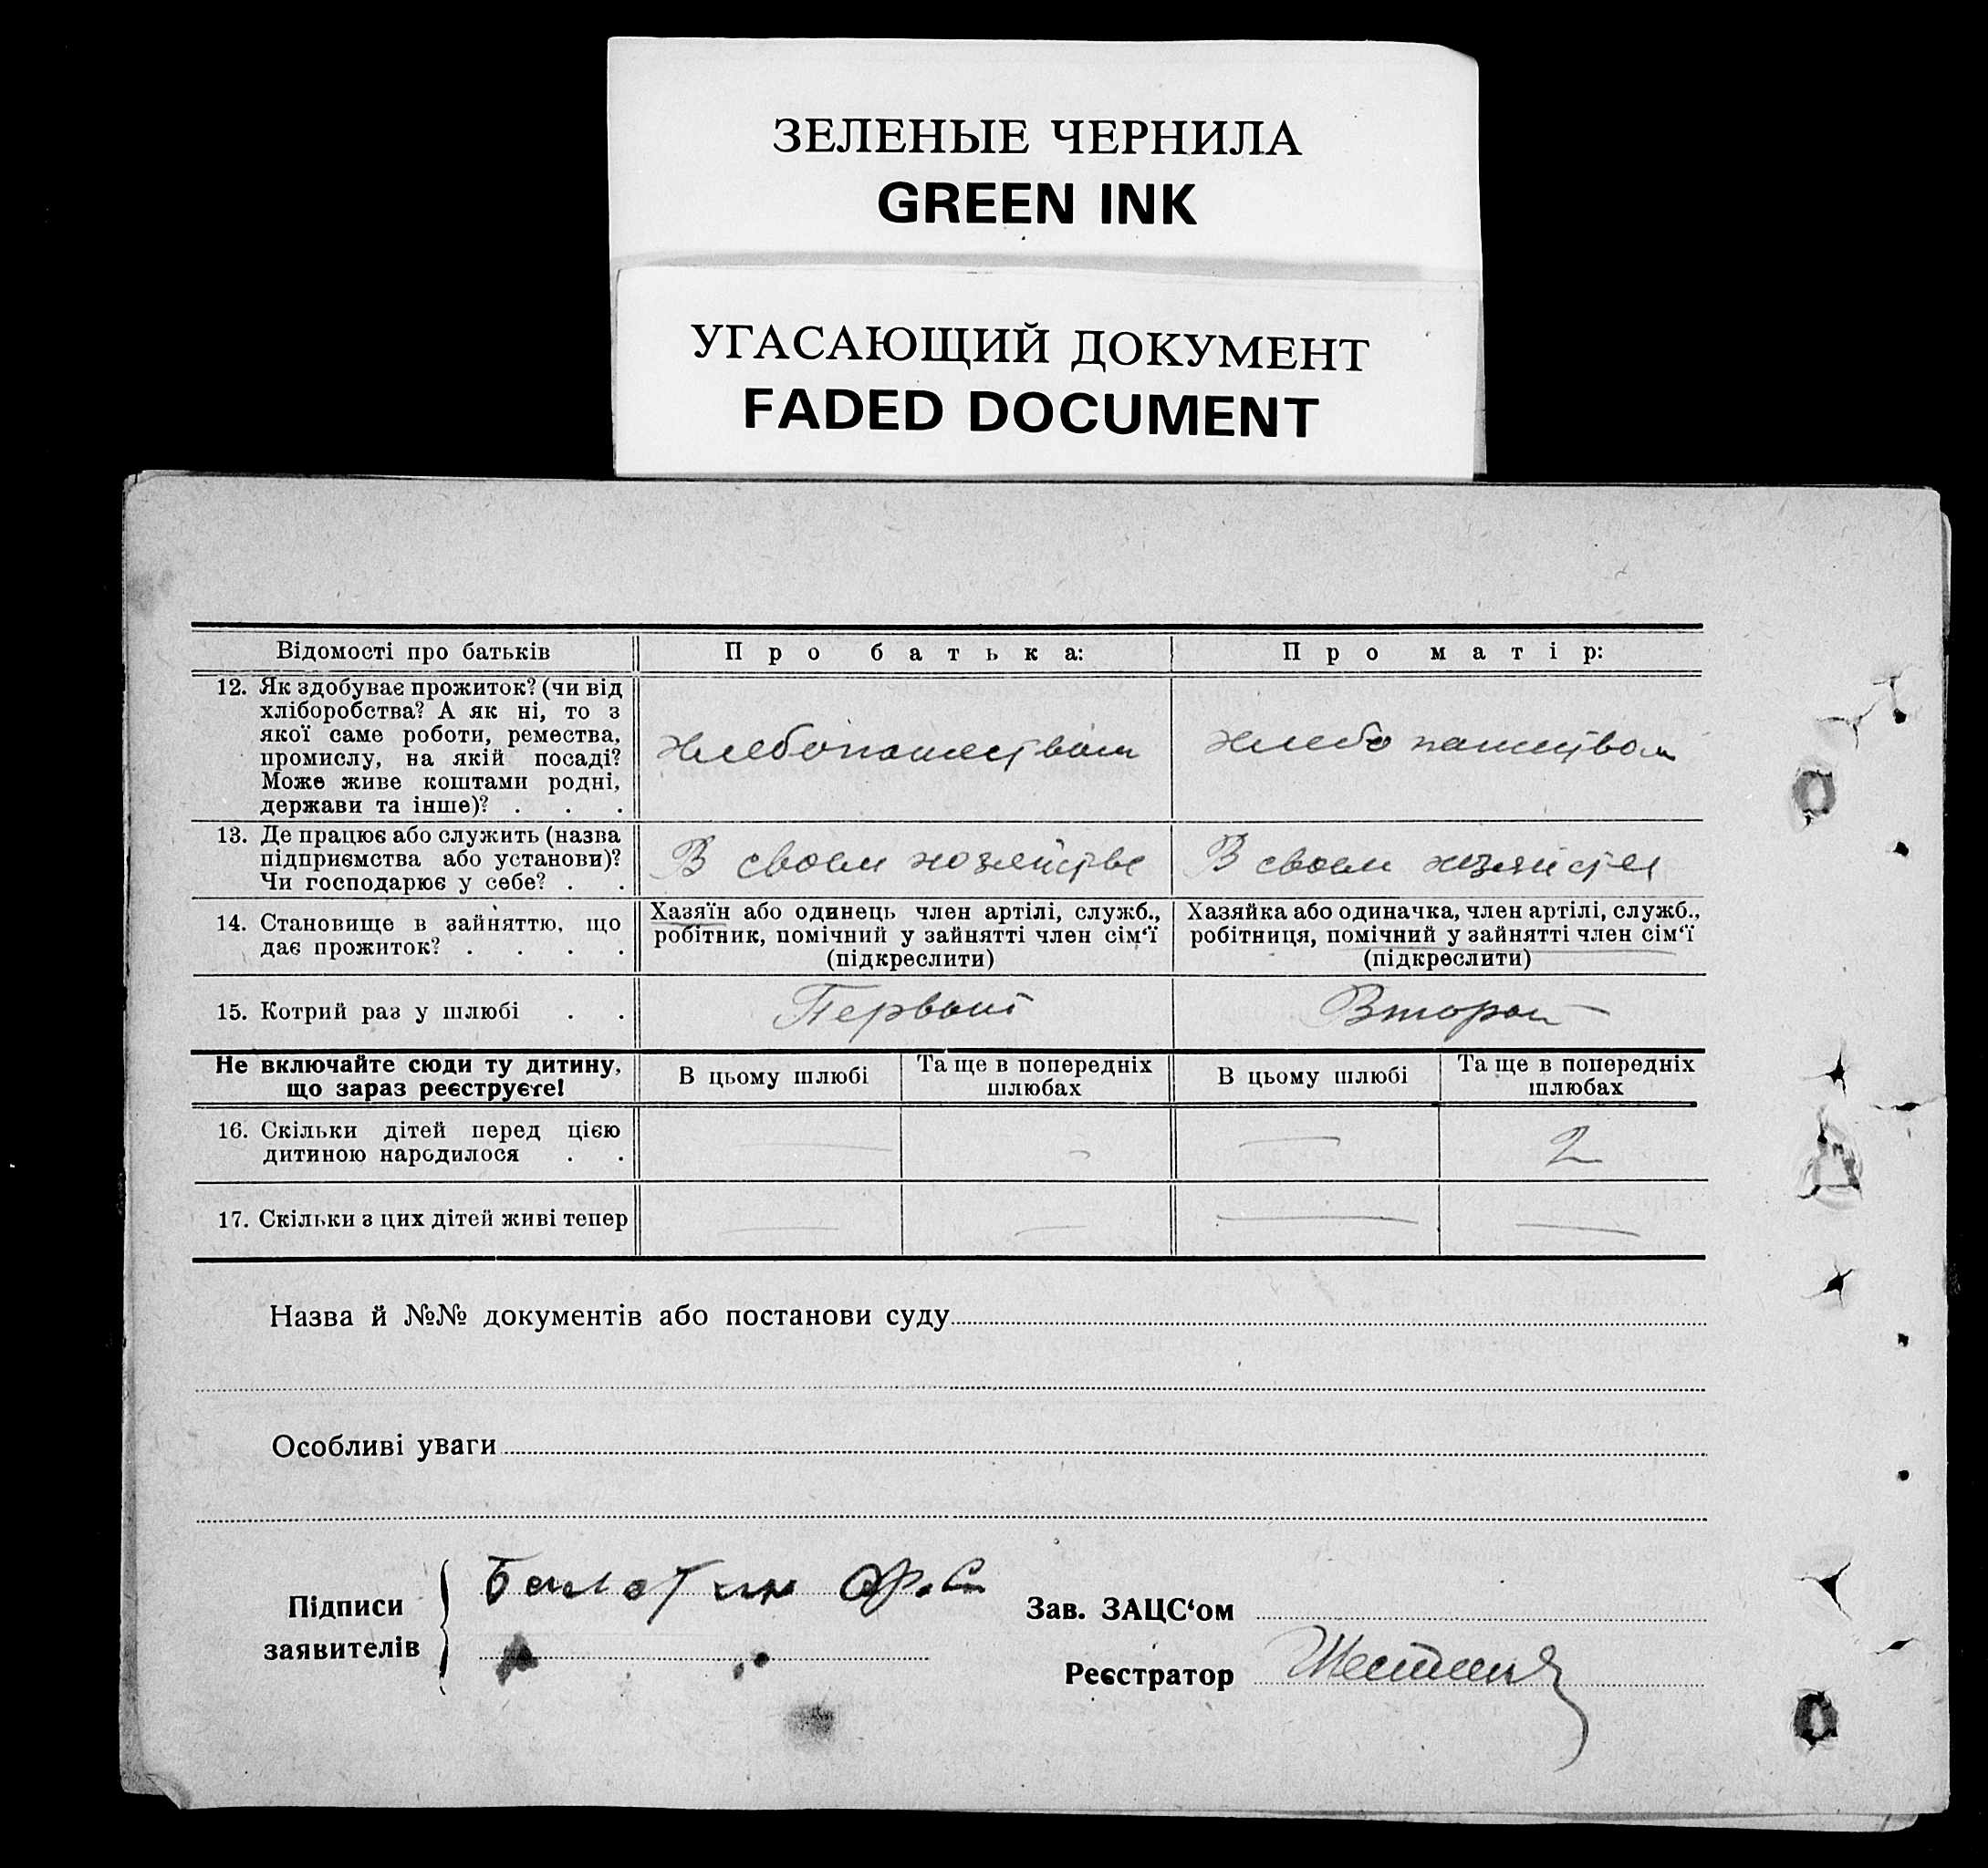 ЗЕЛЕНЫЕ ЧЕРНИЛА
GREEN INK
УГАСАЮЩИЙ ДОКУМЕНТ
FADED DOCUMENT
Відомості про батьків
Про батька:
Про матір:
12. Як здобуває прожиток? (чи від
хліборобства? А як ні, то з
якої саме роботи, ремества,
промислу, на якій посаді?
Може живе коштами родні,
держави та інше)? . . .
Хлебопашеством
Хлебопашеством
13. Де працює або служить (назва
підприємства або установи)?
Чи господарює у себе? . .
В своем хозяйстве
В своем хозяйстве
14. Становище в зайняттю, що
дає прожиток? . . . .
Хазяїн або одинець член артілі, служб.,
робітник, помічний у зайнятті член сім‘ї
(підкреслити)
Хазяйка або одиначка, член артілі, служб.,
робітниця, помічний у зайнятті член сім‘ї
(підкреслити)
15. Котрий раз у шлюбі . .
Первый
Второй
Не включайте сюди ту дитину,
що зараз реєструєте!
В цьому шлюбі
Та ще в попередніх
шлюбах
В цьому шлюбі
Та ще в попередніх
шлюбах
16. Скільки дітей перед цією
дитиною народилося . .
— - — 2
17. Скільки з цих дітей живі тепер
— — — —
Назва й №№ документів або постанови суду
Особливі уваги
Підписи
заявителів
Зав. ЗАЦС‘ом
Реєстратор